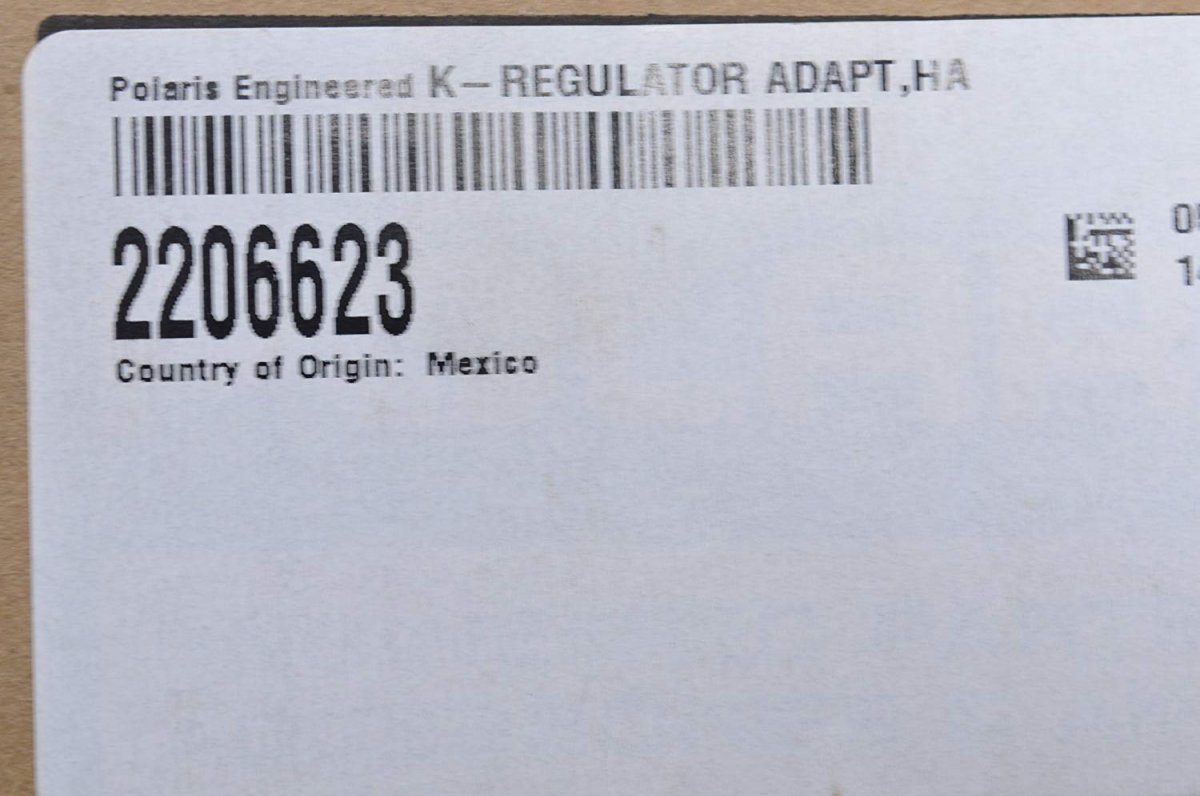 Polaris Engineered K-REGULATOR ADAPT,HA
2206623
Country of Origin: Mexico